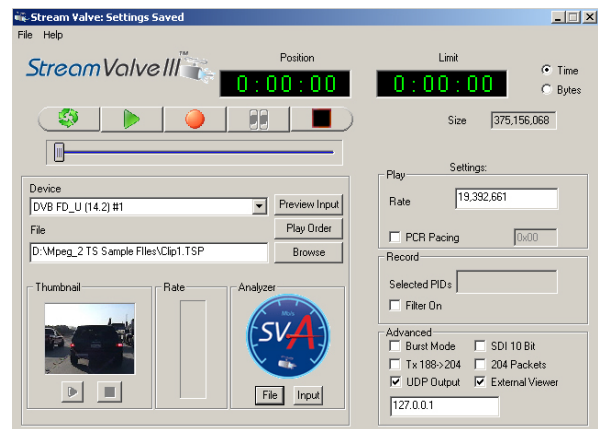 Stream Valve: Settings Saved
File Help
StreamValve III™
Position
0:00:00
Limit
0:00:00
Time
Bytes
Size 375,156,068
Device
DVB FD_U (14.2) #1
Preview Input
File
Play Order
D:\Mpeg_2 TS Sample FIles\Clip1.TSP
Browse
Thumbnail
Rate
Analyzer
SVA
File Input
Settings:
Play
Rate 19,392,661
PCR Pacing 0x00
Record
Selected PIDs
Filter On
Advanced
Burst Mode SDI 10 Bit
Tx 188->204 204 Packets
UDP Output External Viewer
127.0.0.1